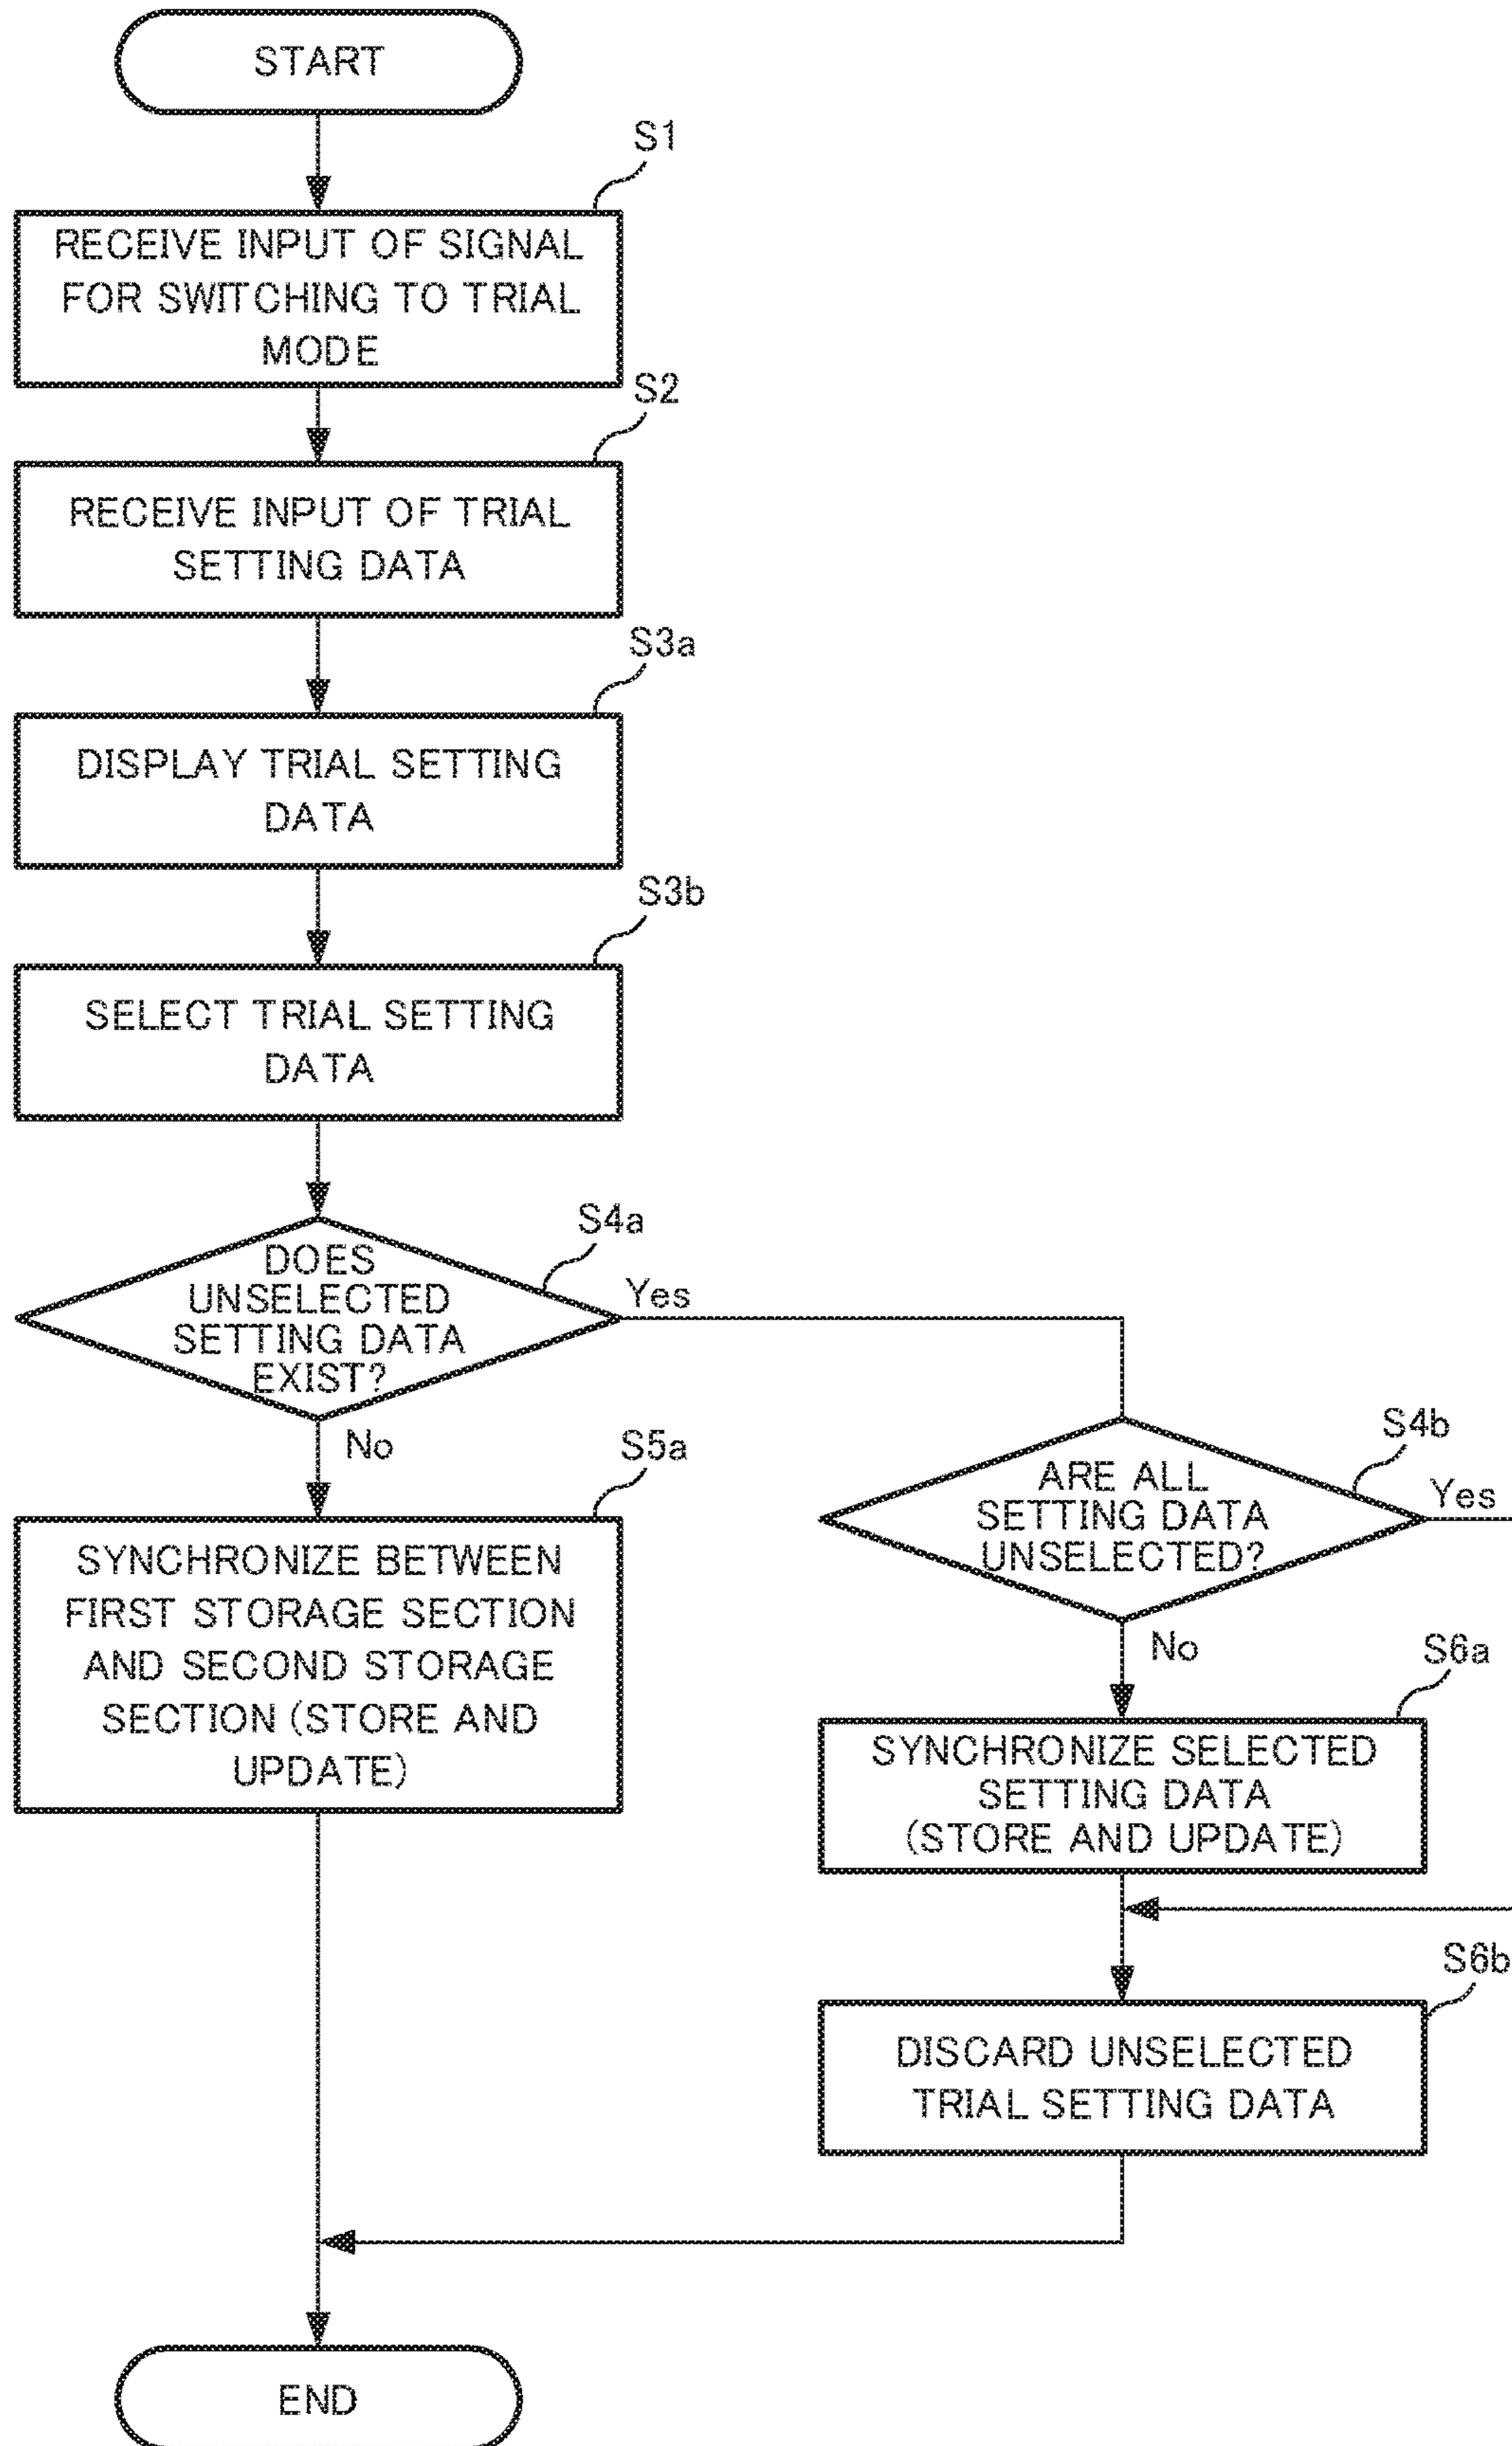 START
S1
RECEIVE INPUT OF SIGNAL
FOR SWITCHING TO TRIAL
MODE
S2
RECEIVE INPUT OF TRIAL
SETTING DATA
S3a
DISPLAY TRIAL SETTING
DATA
S3b
SELECT TRIAL SETTING
DATA
S4a
DOES
UNSELECTED
SETTING DATA
EXIST?
Yes
No
S4b
ARE ALL
SETTING DATA
UNSELECTED?
Yes
No
S5a
SYNCHRONIZE BETWEEN
FIRST STORAGE SECTION
AND SECOND STORAGE
SECTION (STORE AND
UPDATE)
S6a
SYNCHRONIZE SELECTED
SETTING DATA
(STORE AND UPDATE)
S6b
DISCARD UNSELECTED
TRIAL SETTING DATA
END